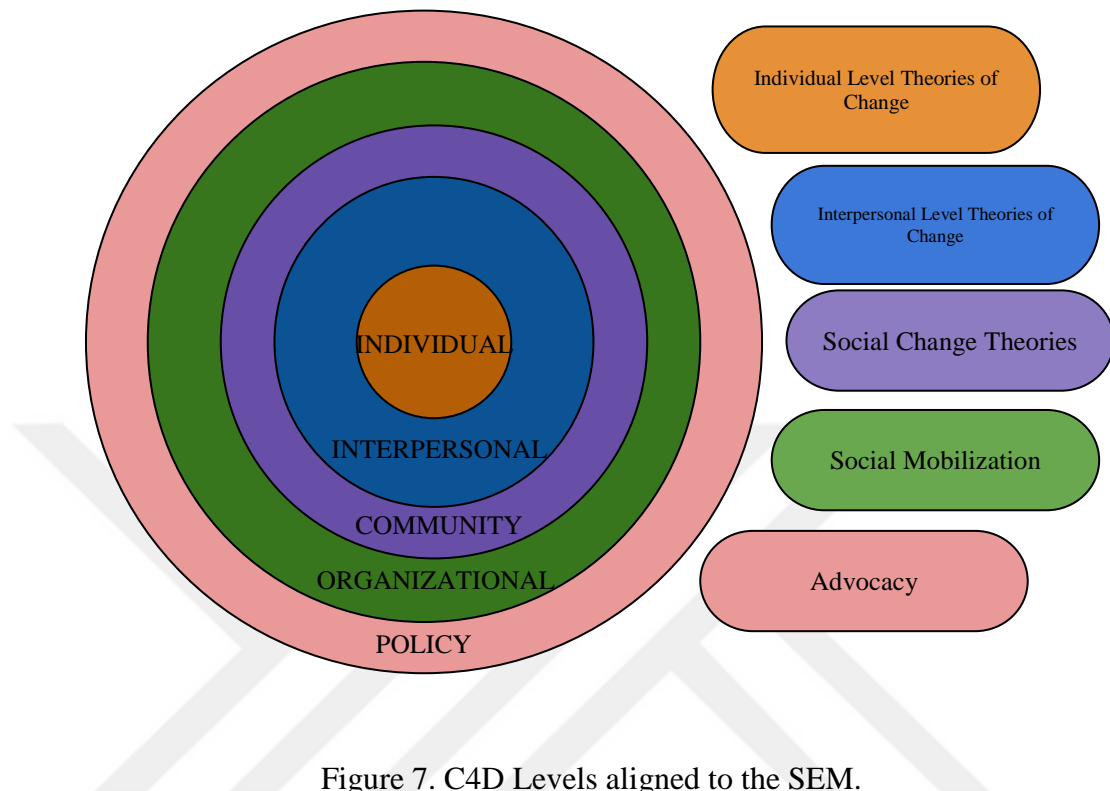 Individual Level Theories of
Change
Interpersonal Level Theories of
Change
Social Change Theories
Social Mobilization
Advocacy
INDIVIDUAL
INTERPERSONAL
COMMUNITY
ORGANIZATIONAL
POLICY
Figure 7. C4D Levels aligned to the SEM.